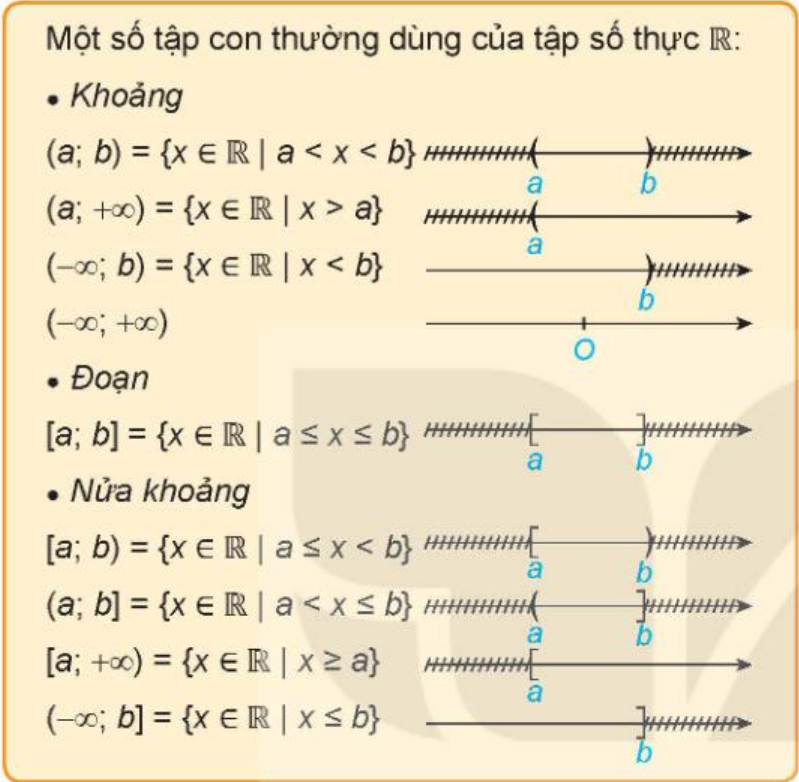 Một số tập con thường dùng của tập số thực ℝ:
• Khoảng
(a; b) = {x ∈ ℝ | a < x < b}
a b
(a; +∞) = {x ∈ ℝ | x > a}
a
(−∞; b) = {x ∈ ℝ | x < b}
b
(−∞; +∞)
O
• Đoạn
[a; b] = {x ∈ ℝ | a ≤ x ≤ b}
a b
• Nửa khoảng
[a; b) = {x ∈ ℝ | a ≤ x < b}
a b
(a; b] = {x ∈ ℝ | a < x ≤ b}
a b
[a; +∞) = {x ∈ ℝ | x ≥ a}
a
(−∞; b] = {x ∈ ℝ | x ≤ b}
b